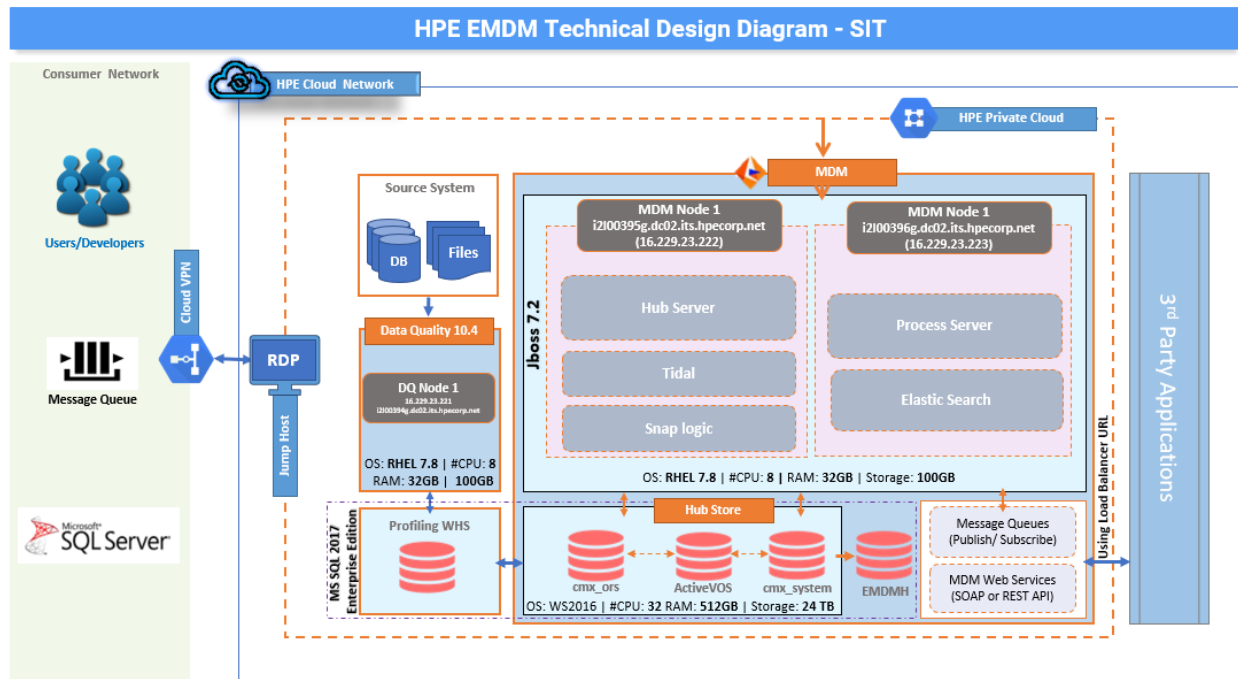 HPE EMDM Technical Design Diagram - SIT
Consumer Network
Users/Developers
Message Queue
Microsoft®
SQL Server
Cloud VPN
RDP
Jump Host
HPE Cloud Network
HPE Private Cloud
Source System
DB
Files
Data Quality 10.4
DQ Node 1
16.229.23.221
i2l00394g.dc02.its.hpecorp.net
OS: RHEL 7.8 | #CPU: 8
RAM: 32GB | 100GB
MS SQL 2017
Enterprise Edition
Profiling WHS
MDM
Jboss 7.2
MDM Node 1
i2l00395g.dc02.its.hpecorp.net
(16.229.23.222)
Hub Server
Tidal
Snap logic
MDM Node 1
i2l00396g.dc02.its.hpecorp.net
(16.229.23.223)
Process Server
Elastic Search
OS: RHEL 7.8 | #CPU: 8 | RAM: 32GB | Storage: 100GB
Hub Store
cmx_ors
ActiveVOS
cmx_system
EMDMH
OS: WS2016 | #CPU: 32 RAM: 512GB | Storage: 24 TB
Message Queues
(Publish/ Subscribe)
MDM Web Services
(SOAP or REST API)
Using Load Balancer URL
3rd Party Applications